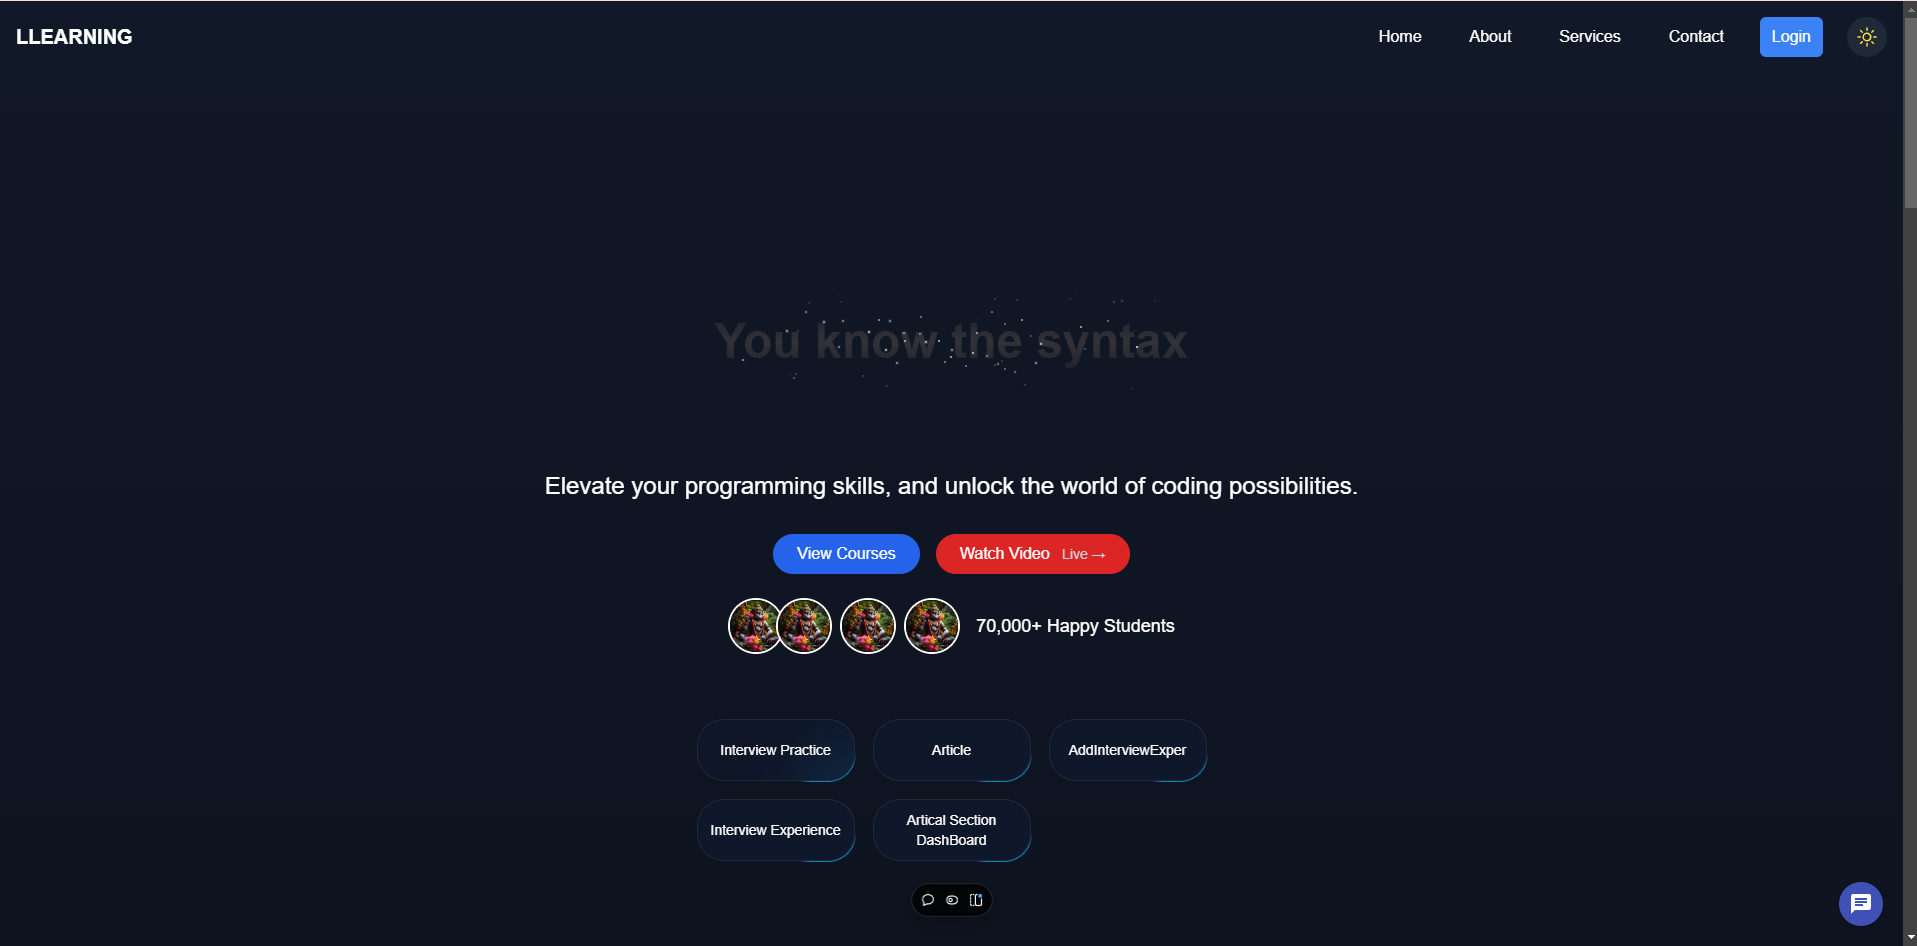 LLEARNING
Home
About
Services
Contact
Login
You know the syntax
Elevate your programming skills, and unlock the world of coding possibilities.
View Courses
Watch Video Live →
70,000+ Happy Students
Interview Practice
Article
AddInterviewExper
Interview Experience
Artical Section
DashBoard